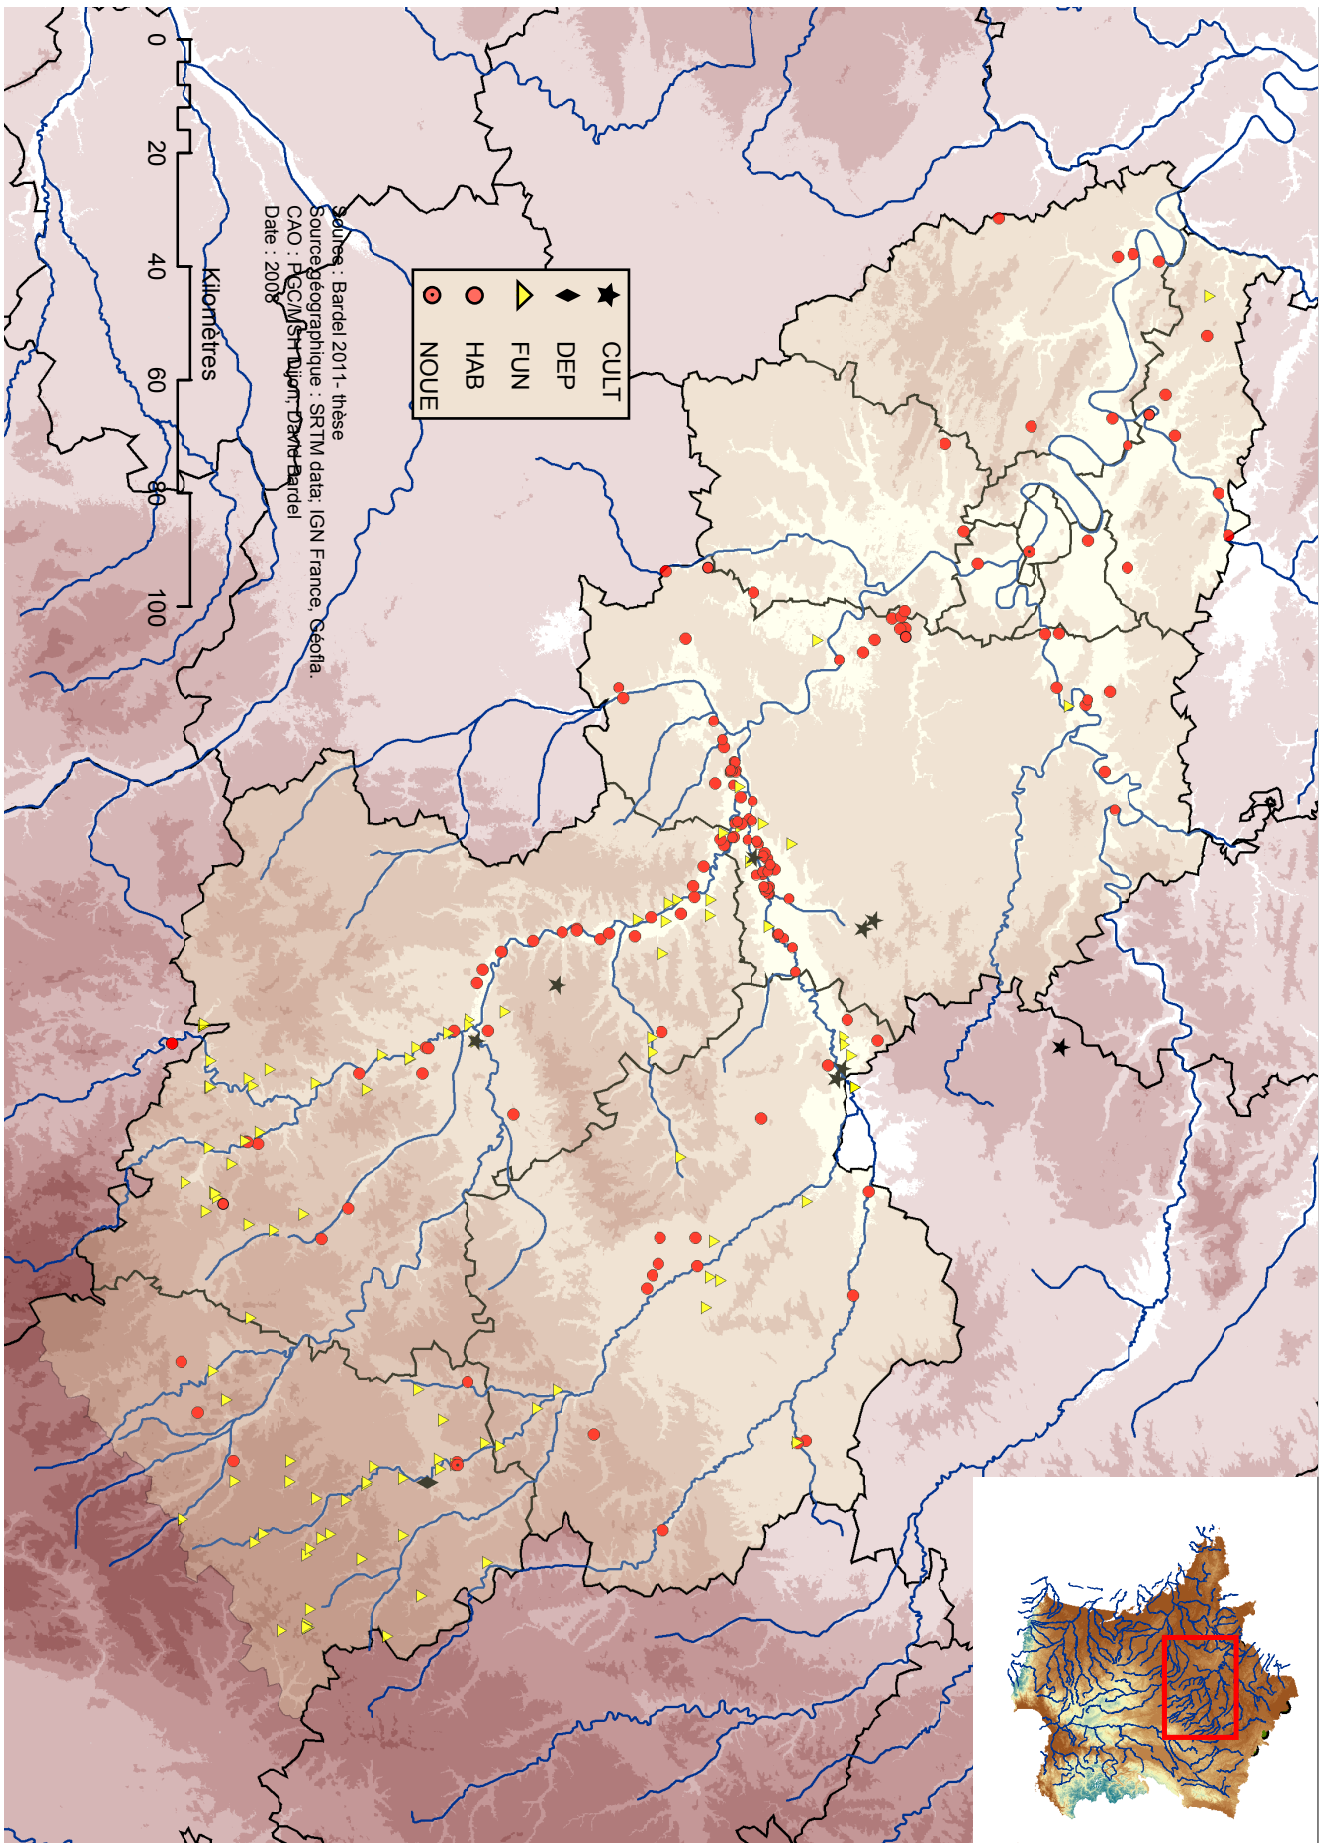 CULT
DEP
FUN
HAB
NOUE
Source : Bardel 2011- thèse
Source géographique : SRTM data; IGN France, Géofla.
CAO : PGC/MSH Dijon, David Bardel
Date : 2008
Kilomètres
0 20 40 60 80 100